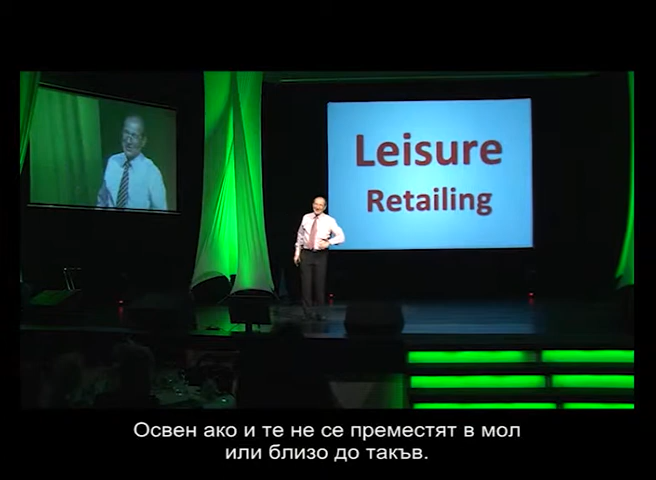 Leisure
Retailing
Освен ако и те не се преместят в мол
или близо до такъв.